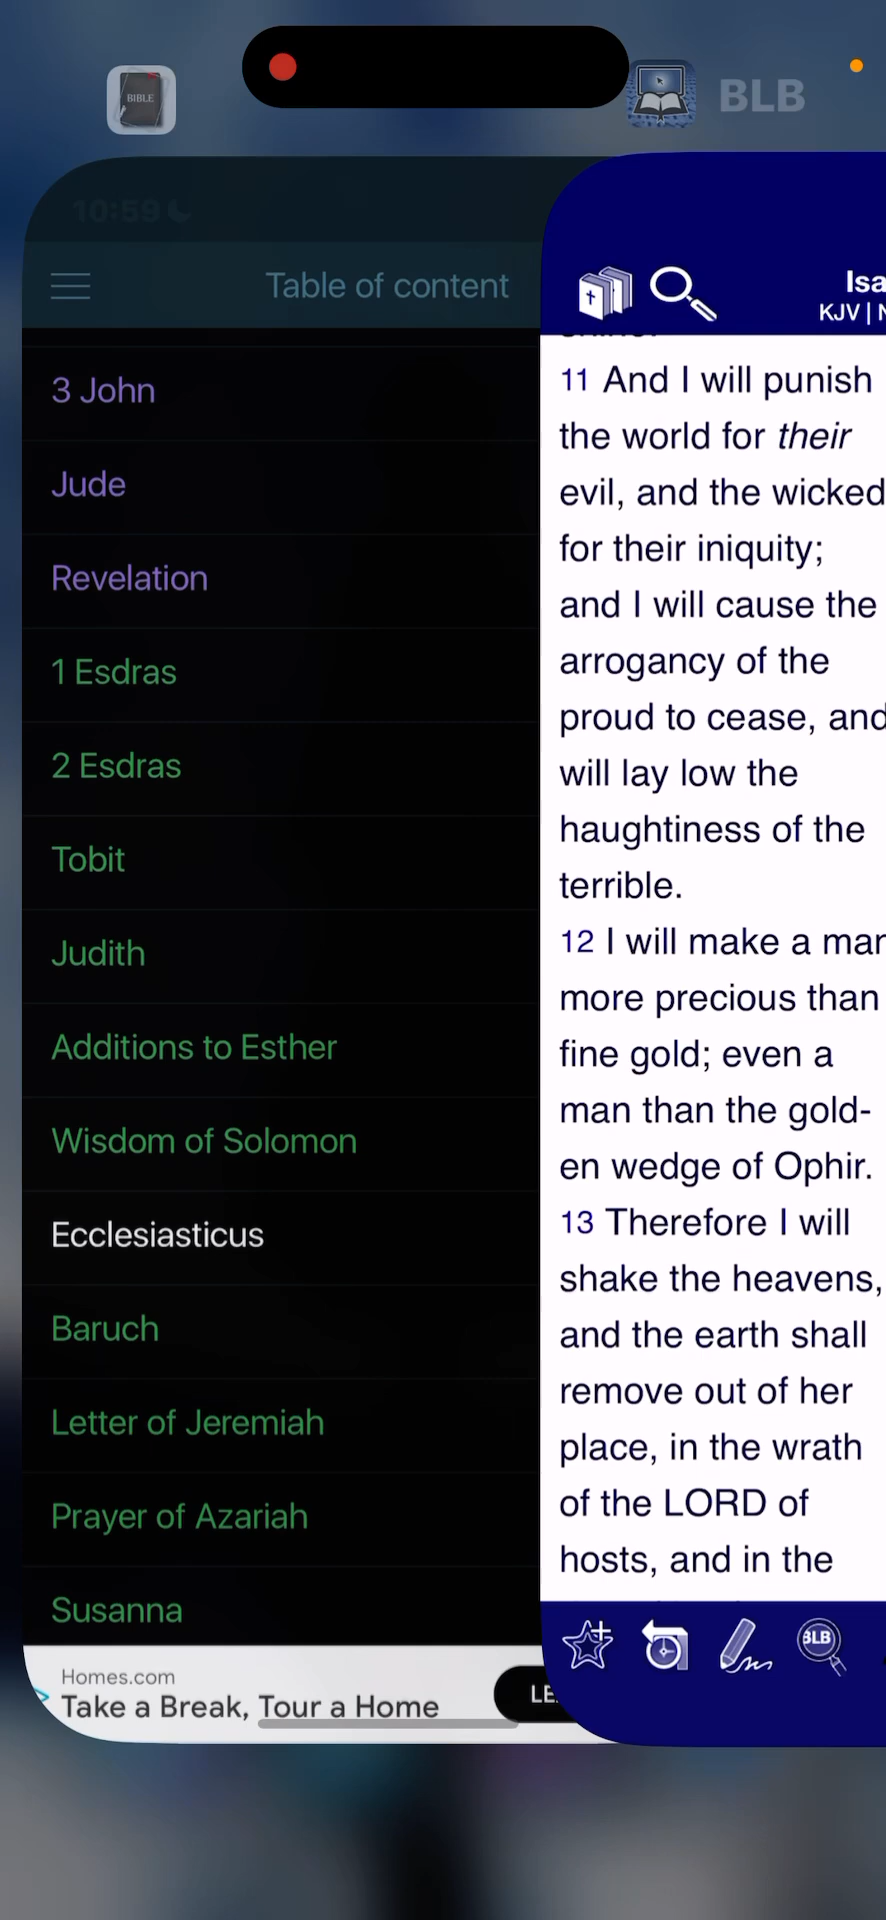 BIBLE
BLB
10:59
Table of content
3 John
Jude
Revelation
1 Esdras
2 Esdras
Tobit
Judith
Additions to Esther
Wisdom of Solomon
Ecclesiasticus
Baruch
Letter of Jeremiah
Prayer of Azariah
Susanna
Homes.com
Take a Break, Tour a Home
LE
Isa
KJV | N
11 And I will punish
the world for their
evil, and the wicked
for their iniquity;
and I will cause the
arrogancy of the
proud to cease, and
will lay low the
haughtiness of the
terrible.
12 I will make a man
more precious than
fine gold; even a
man than the gold-
en wedge of Ophir.
13 Therefore I will
shake the heavens,
and the earth shall
remove out of her
place, in the wrath
of the LORD of
hosts, and in the
BLB